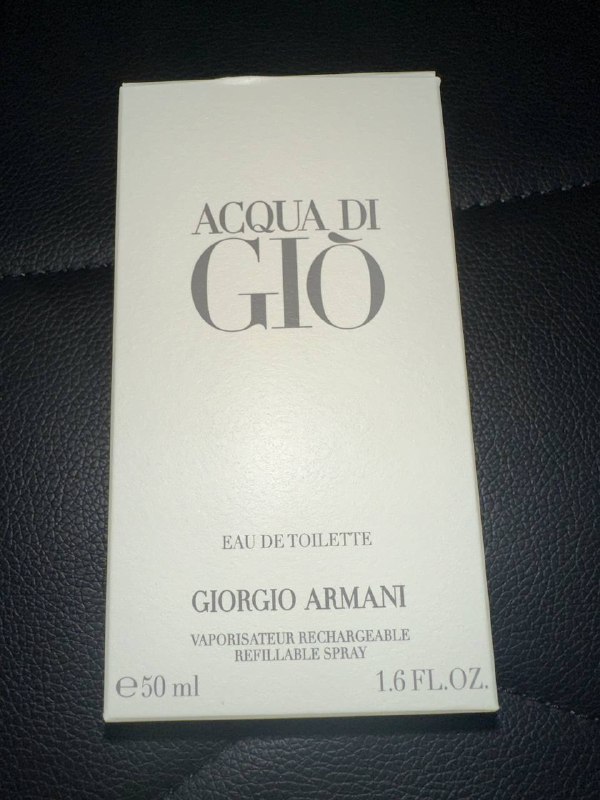 ACQUA DI
GIÒ
EAU DE TOILETTE
GIORGIO ARMANI
VAPORISATEUR RECHARGEABLE
REFILLABLE SPRAY
℮50 ml 1.6 FL.OZ.